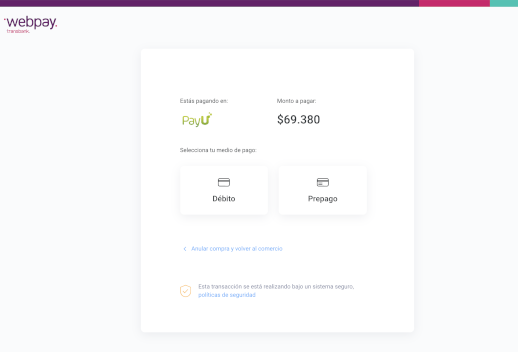 webpay.
transbank.
Estás pagando en:
Monto a pagar:
PayU
$69.380
Selecciona tu medio de pago:
Débito
Prepago
< Anular compra y volver al comercio
Esta transacción se está realizando bajo un sistema seguro,
políticas de seguridad